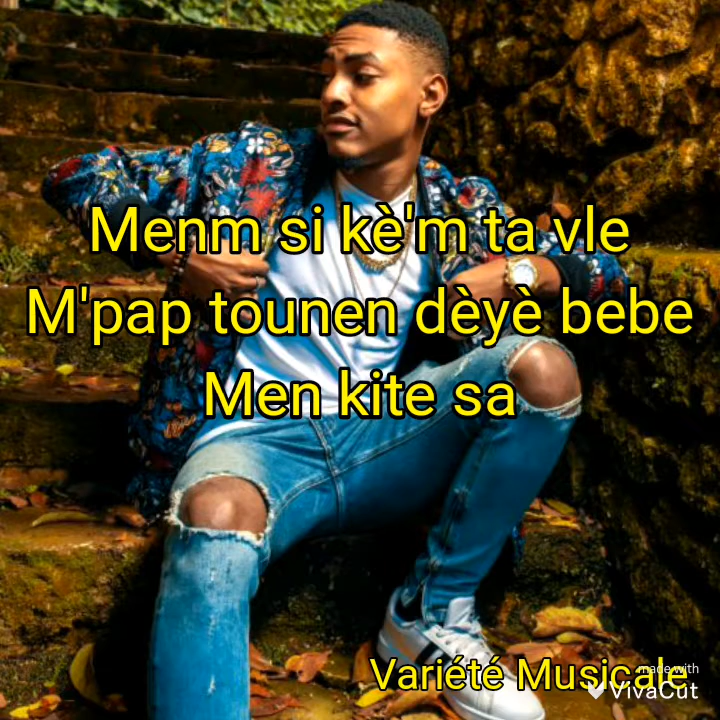 Menm si kè'm ta vle
M'pap tounen dèyè bebe
Men kite sa
Variété Musicale
made with
VivaCut